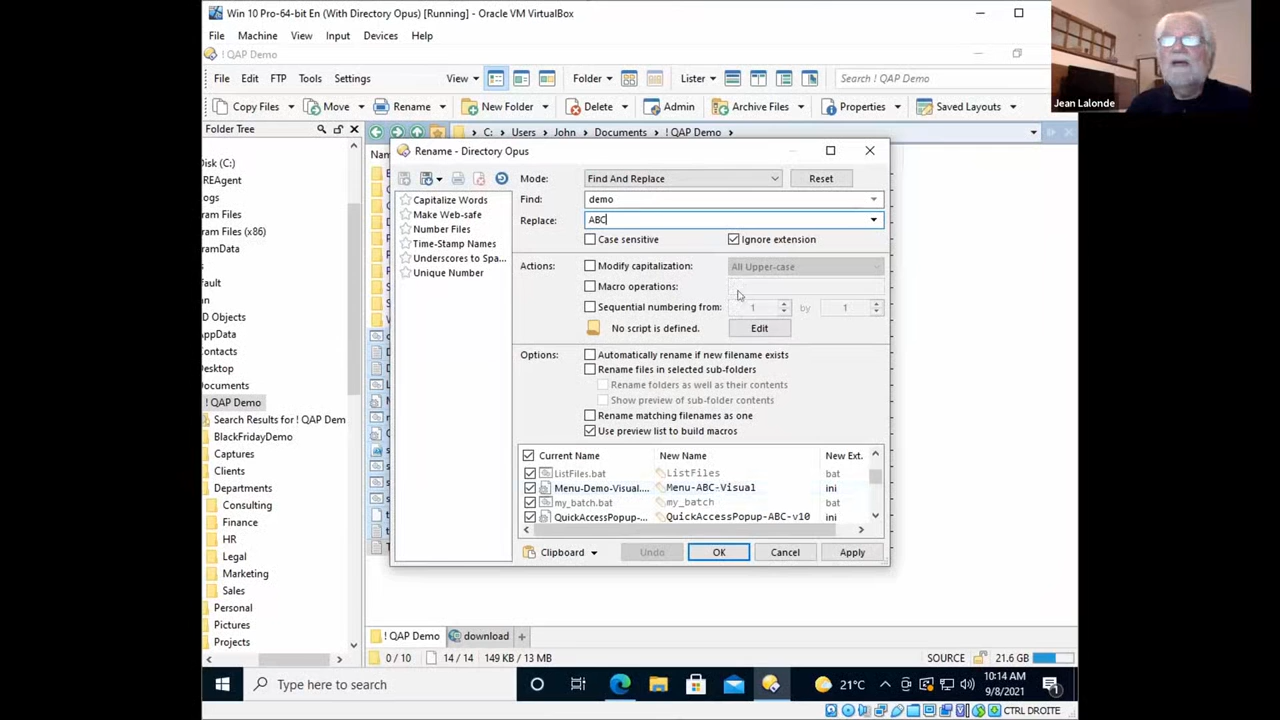 Win 10 Pro-64-bit En (With Directory Opus) [Running] - Oracle VM VirtualBox
File Machine View Input Devices Help
! QAP Demo
File Edit FTP Tools Settings View Folder Lister Search ! QAP Demo
Copy Files Move Rename New Folder Delete Admin Archive Files Properties Saved Layouts
Jean Lalonde
Folder Tree
C: Users John Documents ! QAP Demo
Rename - Directory Opus
Mode: Find And Replace Reset
Find: demo
Replace: ABC
Case sensitive Ignore extension
Actions: Modify capitalization: All Upper-case
Macro operations:
Sequential numbering from: 1 by 1
No script is defined. Edit
Options: Automatically rename if new filename exists
Rename files in selected sub-folders
Rename folders as well as their contents
Show preview of sub-folder contents
Rename matching filenames as one
Use preview list to build macros
Current Name New Name New Ext.
ListFiles.bat ListFiles bat
Menu-Demo-Visual.... Menu-ABC-Visual ini
my_batch.bat my_batch bat
QuickAccessPopup-... QuickAccessPopup-ABC-v10 ini
Clipboard Undo OK Cancel Apply
Capitalize Words
Make Web-safe
Number Files
Time-Stamp Names
Underscores to Spa...
Unique Number
Nam
isk (C:)
REAgent
ogs
ram Files
ram Files (x86)
ramData
rs
ault
n
D Objects
AppData
Contacts
esktop
ocuments
! QAP Demo
Search Results for ! QAP Dem
BlackFridayDemo
Captures
Clients
Departments
Consulting
Finance
HR
Legal
Marketing
Sales
Personal
Pictures
Projects
! QAP Demo download +
0 / 10 14 / 14 149 KB / 13 MB SOURCE 21.6 GB
Type here to search 21°C 10:14 AM
9/8/2021 1
CTRL DROITE